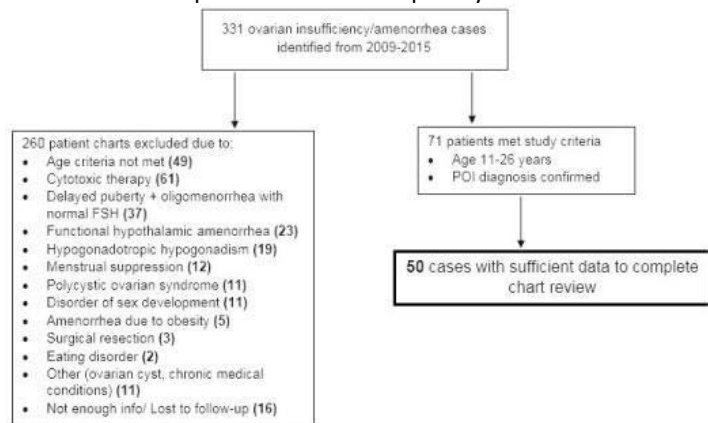 331 ovarian insufficiency/amenorrhea cases
identified from 2009-2015
260 patient charts excluded due to:
• Age criteria not met (49)
• Cytotoxic therapy (61)
• Delayed puberty + oligomenorrhea with
normal FSH (37)
• Functional hypothalamic amenorrhea (23)
• Hypogonadotropic hypogonadism (19)
• Menstrual suppression (12)
• Polycystic ovarian syndrome (11)
• Disorder of sex development (11)
• Amenorrhea due to obesity (5)
• Surgical resection (3)
• Eating disorder (2)
• Other (ovarian cyst, chronic medical
conditions) (11)
• Not enough info/ Lost to follow-up (16)
71 patients met study criteria
• Age 11-26 years
• POI diagnosis confirmed
50 cases with sufficient data to complete
chart review